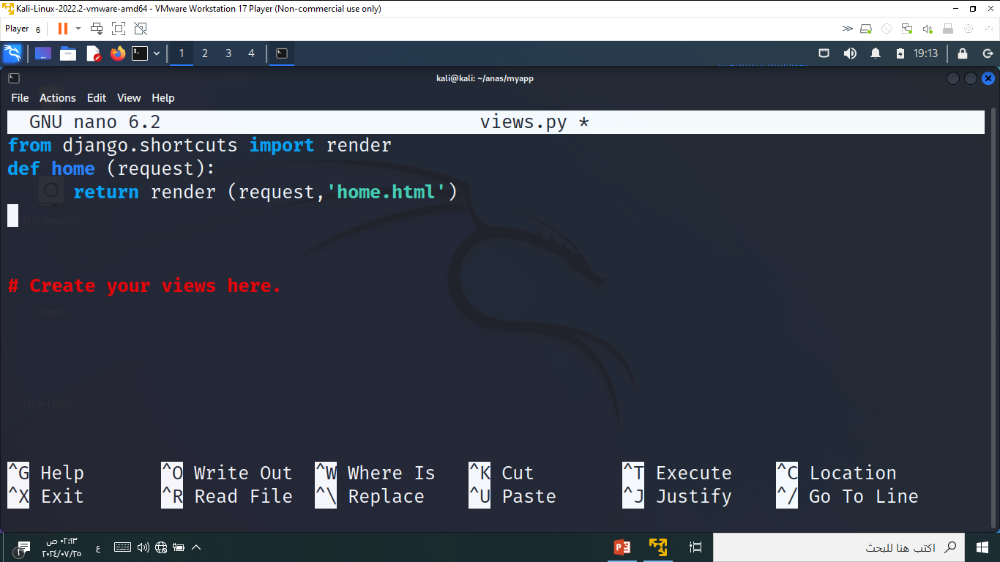 Kali-Linux-2022.2-vmware-amd64 - VMware Workstation 17 Player (Non-commercial use only)
Player 6
1 2 3 4 19:13
kali@kali: ~/anas/myapp
File Actions Edit View Help
GNU nano 6.2 views.py *
from django.shortcuts import render
def home (request):
return render (request,'home.html')
File System
# Create your views here.
Home
New Folder
^G Help ^O Write Out ^W Where Is ^K Cut ^T Execute ^C Location
^X Exit ^R Read File ^\ Replace ^U Paste ^J Justify ^/ Go To Line
٠٢:١٣ ص
٢٠٢٤/٠٧/٢٥
ع
١
اكتب هنا للبحث